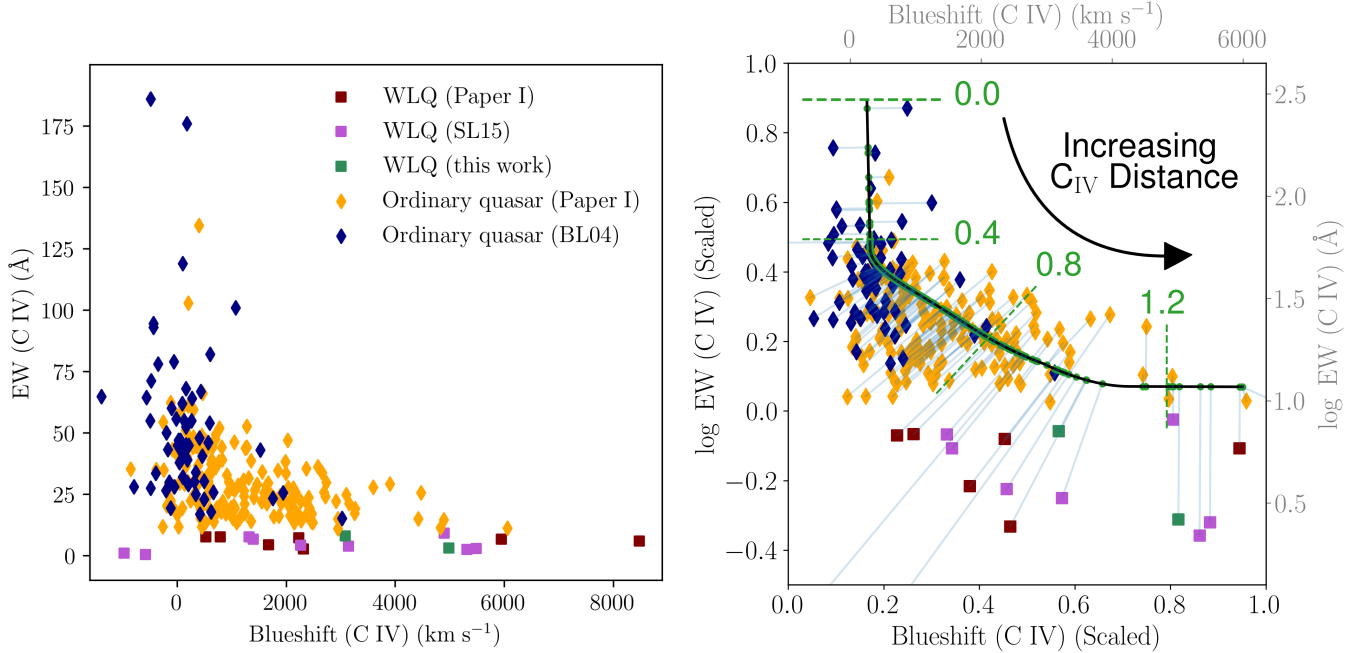 175
150
125
100
75
50
25
0
EW (C IV) (Å)
WLQ (Paper I)
WLQ (SL15)
WLQ (this work)
Ordinary quasar (Paper I)
Ordinary quasar (BL04)
0 2000 4000 6000 8000
Blueshift (C IV) (km s⁻¹)
Blueshift (C IV) (km s⁻¹)
0 2000 4000 6000
1.0
0.8
0.6
0.4
0.2
0.0
−0.2
−0.4
log EW (C IV) (Scaled)
0.0
Increasing
C_IV Distance
0.4
0.8
1.2
2.5
2.0
1.5
1.0
0.5
log EW (C IV) (Å)
0.0 0.2 0.4 0.6 0.8 1.0
Blueshift (C IV) (Scaled)